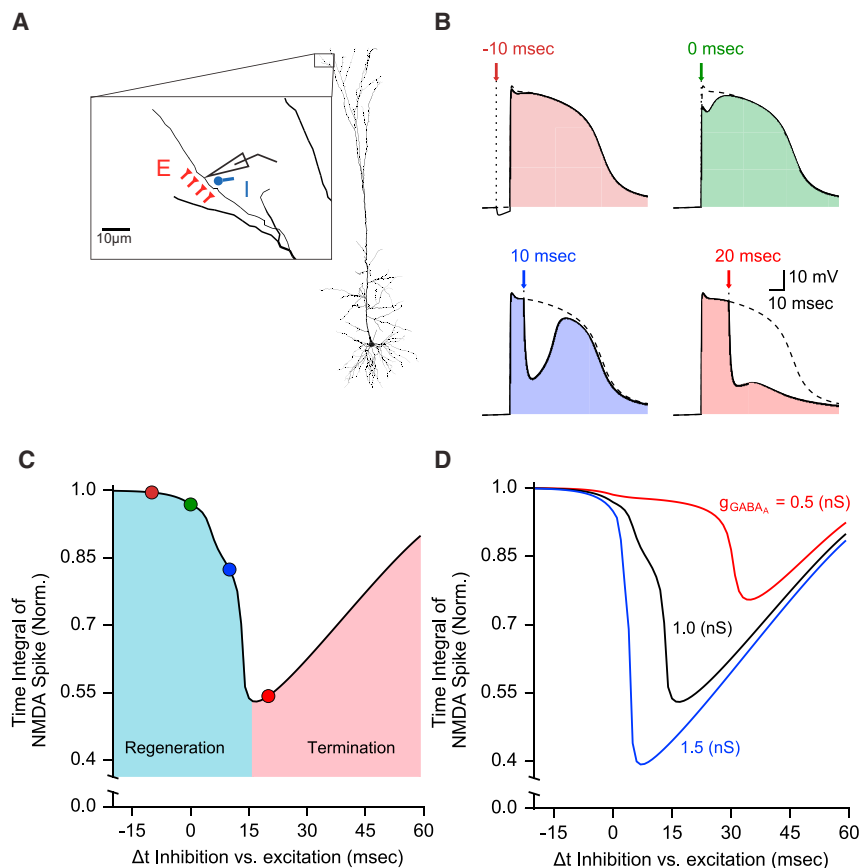 A
E
I
10µm
B
-10 msec
0 msec
10 msec
20 msec
10 mV
10 msec
C
Time Integral of
NMDA Spike (Norm.)
1.0
0.85
0.7
0.55
0.4
0.0
Regeneration
Termination
-15 0 15 30 45 60
Δt Inhibition vs. excitation (msec)
D
Time Integral of
NMDA Spike (Norm.)
1.0
0.85
0.7
0.55
0.4
0.0
gGABAA = 0.5 (nS)
1.0 (nS)
1.5 (nS)
-15 0 15 30 45 60
Δt Inhibition vs. excitation (msec)